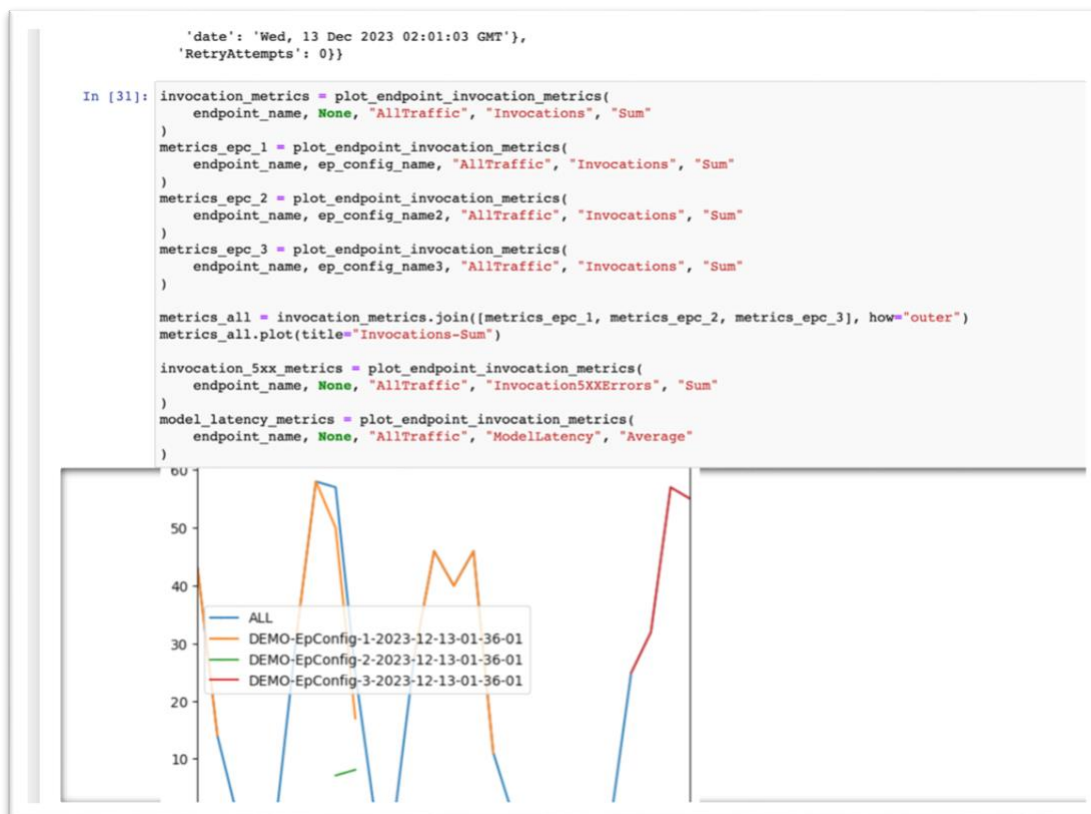 'date': 'Wed, 13 Dec 2023 02:01:03 GMT'},
'RetryAttempts': 0}}
In [31]: invocation_metrics = plot_endpoint_invocation_metrics(
endpoint_name, None, "AllTraffic", "Invocations", "Sum"
)
metrics_epc_1 = plot_endpoint_invocation_metrics(
endpoint_name, ep_config_name, "AllTraffic", "Invocations", "Sum"
)
metrics_epc_2 = plot_endpoint_invocation_metrics(
endpoint_name, ep_config_name2, "AllTraffic", "Invocations", "Sum"
)
metrics_epc_3 = plot_endpoint_invocation_metrics(
endpoint_name, ep_config_name3, "AllTraffic", "Invocations", "Sum"
)
metrics_all = invocation_metrics.join([metrics_epc_1, metrics_epc_2, metrics_epc_3], how="outer")
metrics_all.plot(title="Invocations-Sum")
invocation_5xx_metrics = plot_endpoint_invocation_metrics(
endpoint_name, None, "AllTraffic", "Invocation5XXErrors", "Sum"
)
model_latency_metrics = plot_endpoint_invocation_metrics(
endpoint_name, None, "AllTraffic", "ModelLatency", "Average"
)
60
50
40
30
20
10
ALL
DEMO-EpConfig-1-2023-12-13-01-36-01
DEMO-EpConfig-2-2023-12-13-01-36-01
DEMO-EpConfig-3-2023-12-13-01-36-01